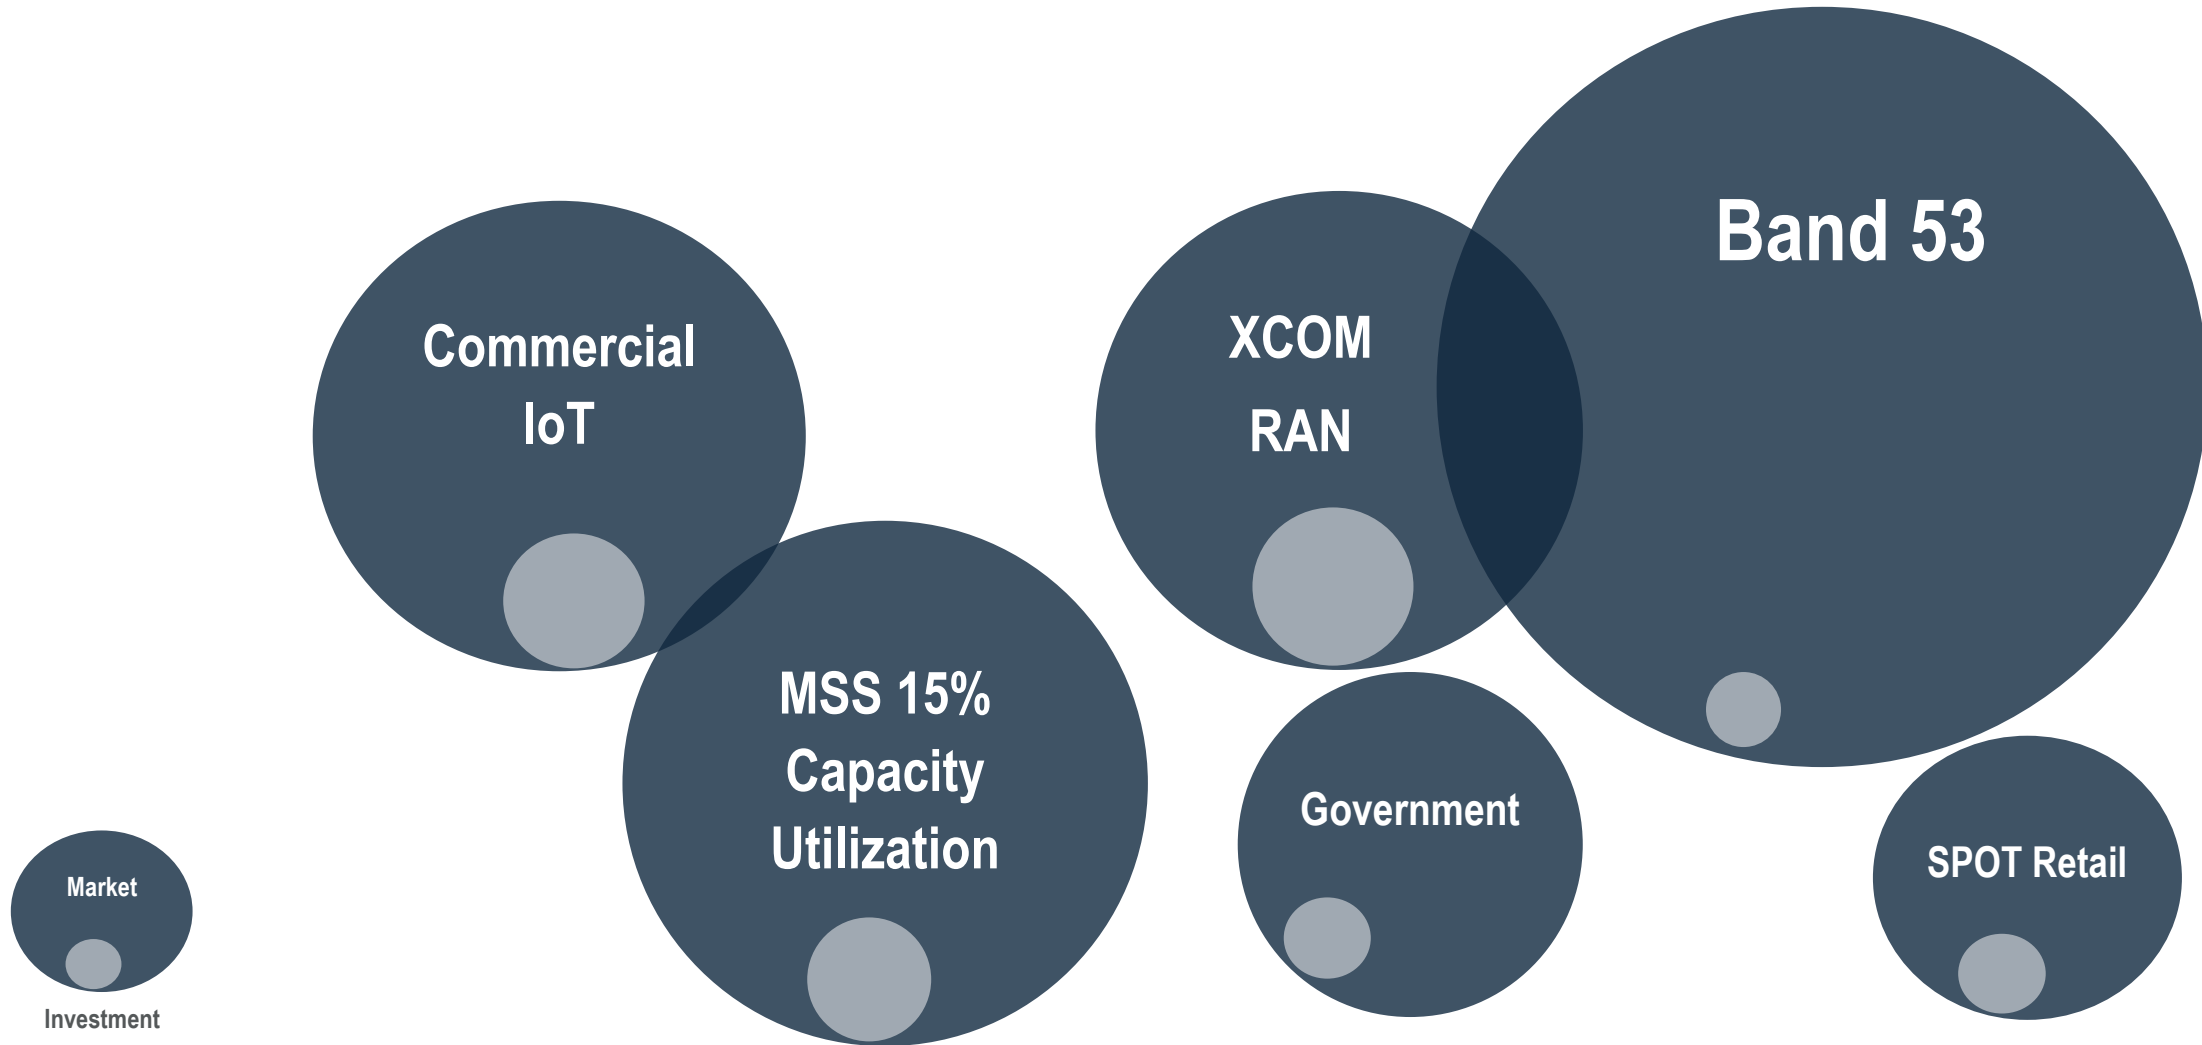 Commercial
IoT
MSS 15%
Capacity
Utilization
XCOM
RAN
Band 53
Government
SPOT Retail
Market
Investment